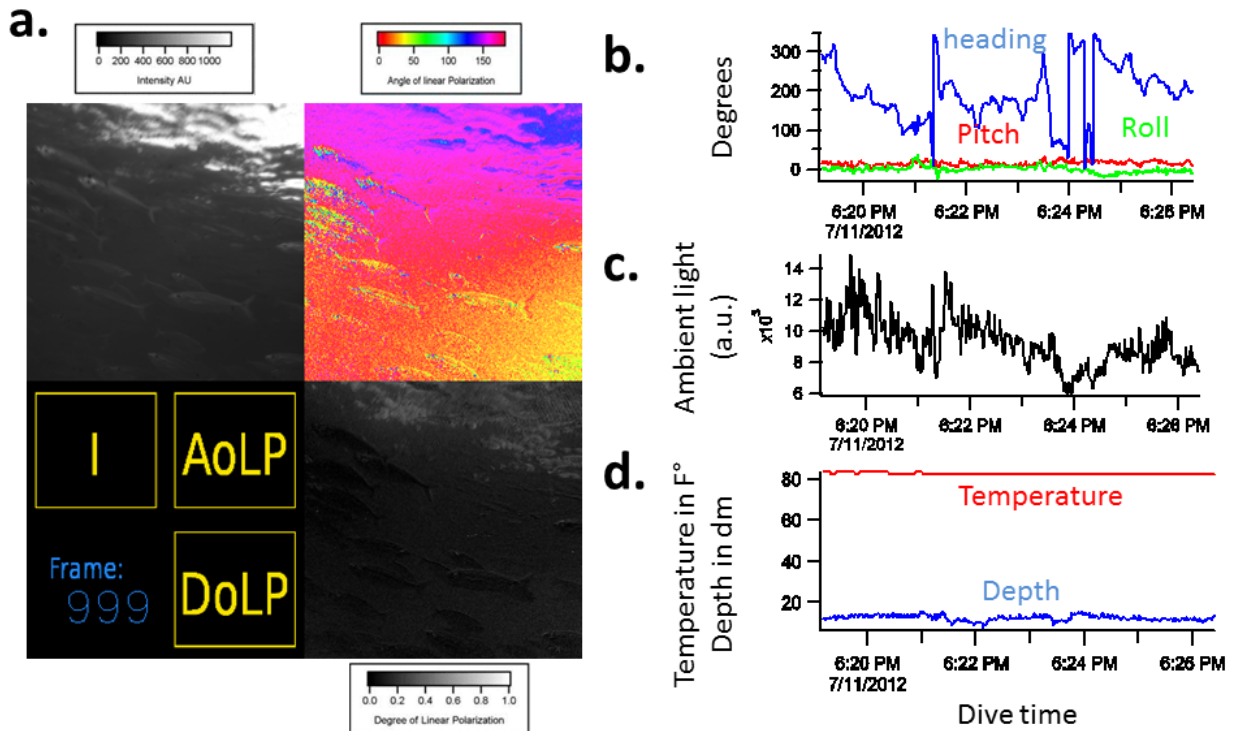 a.
0 200 400 600 800 1000
Intensity AU
0 50 100 150
Angle of linear Polarization
I
AoLP
Frame:
999
DoLP
0.0 0.2 0.4 0.6 0.8 1.0
Degree of Linear Polarization
b.
Degrees
300
200
100
0
heading
Pitch
Roll
6:20 PM 6:22 PM 6:24 PM 6:26 PM
7/11/2012
c.
Ambient light
(a.u.)
x10³
14
12
10
8
6
6:20 PM 6:22 PM 6:24 PM 6:26 PM
7/11/2012
d.
Temperature in F°
Depth in dm
80
60
40
20
Temperature
Depth
6:20 PM 6:22 PM 6:24 PM 6:26 PM
7/11/2012
Dive time